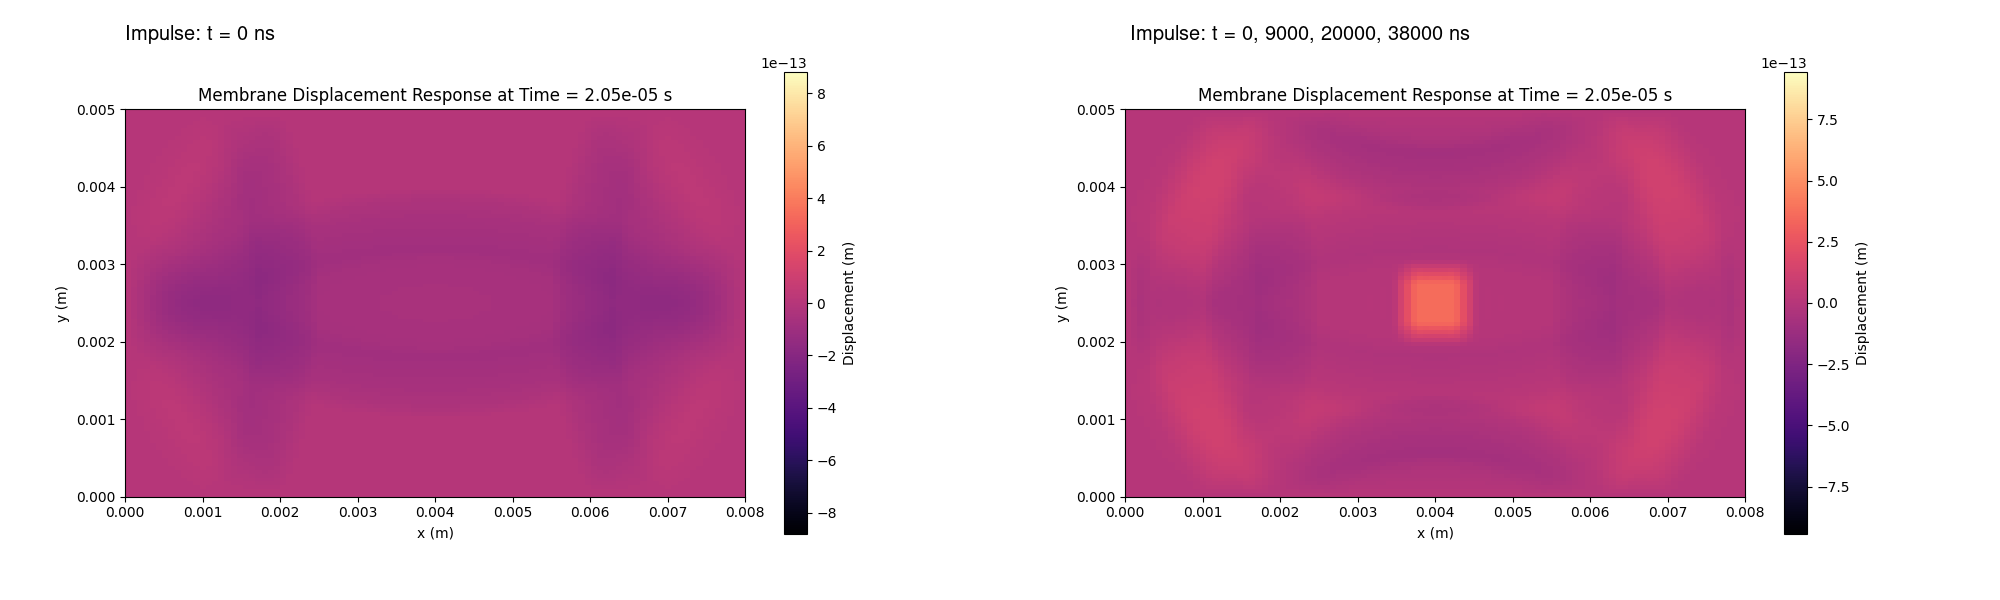 Impulse: t = 0 ns
1e−13
Membrane Displacement Response at Time = 2.05e-05 s
0.005
0.004
0.003
0.002
0.001
0.000
y (m)
0.000 0.001 0.002 0.003 0.004 0.005 0.006 0.007 0.008
x (m)
8
6
4
2
0
−2
−4
−6
−8
Displacement (m)
Impulse: t = 0, 9000, 20000, 38000 ns
1e−13
Membrane Displacement Response at Time = 2.05e-05 s
0.005
0.004
0.003
0.002
0.001
0.000
y (m)
0.000 0.001 0.002 0.003 0.004 0.005 0.006 0.007 0.008
x (m)
7.5
5.0
2.5
0.0
−2.5
−5.0
−7.5
Displacement (m)